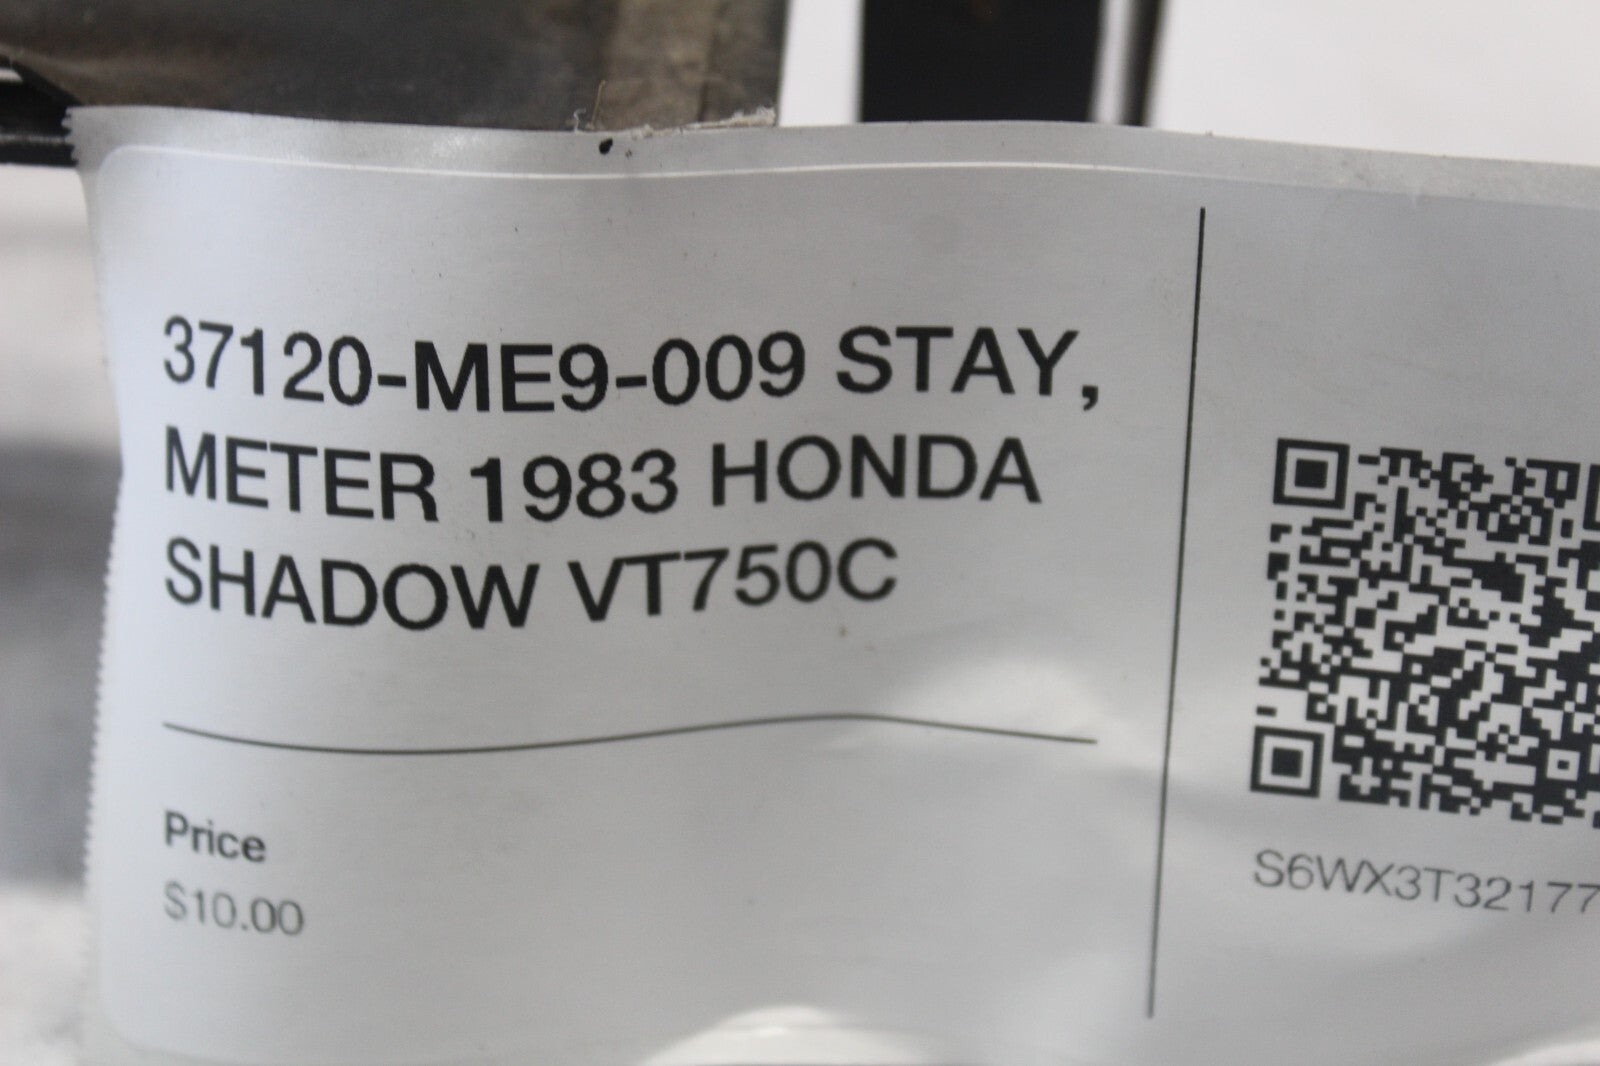 37120-ME9-009 STAY,
METER 1983 HONDA
SHADOW VT750C
Price
$10.00
S6WX3T32177